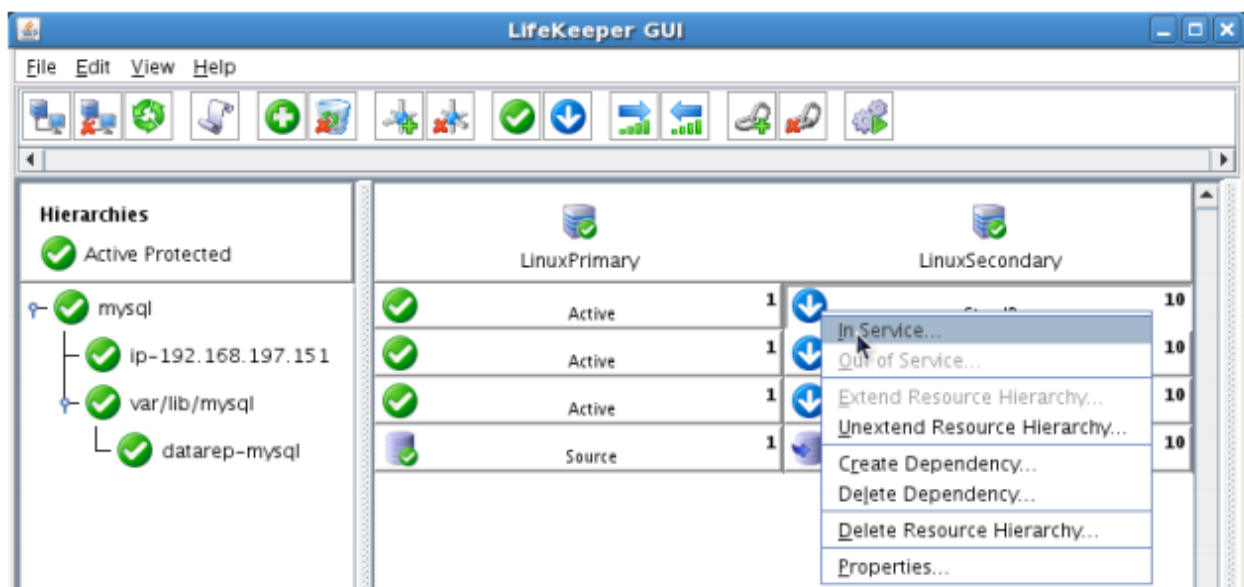 LifeKeeper GUI
File Edit View Help
Hierarchies
Active Protected
LinuxPrimary
LinuxSecondary
mysql
Active 1
10
In Service...
ip-192.168.197.151
Active 1
10
Out of Service...
var/lib/mysql
Active 1
10
Extend Resource Hierarchy...
Unextend Resource Hierarchy...
datarep-mysql
Source 1
10
Create Dependency...
Delete Dependency...
Delete Resource Hierarchy...
Properties...